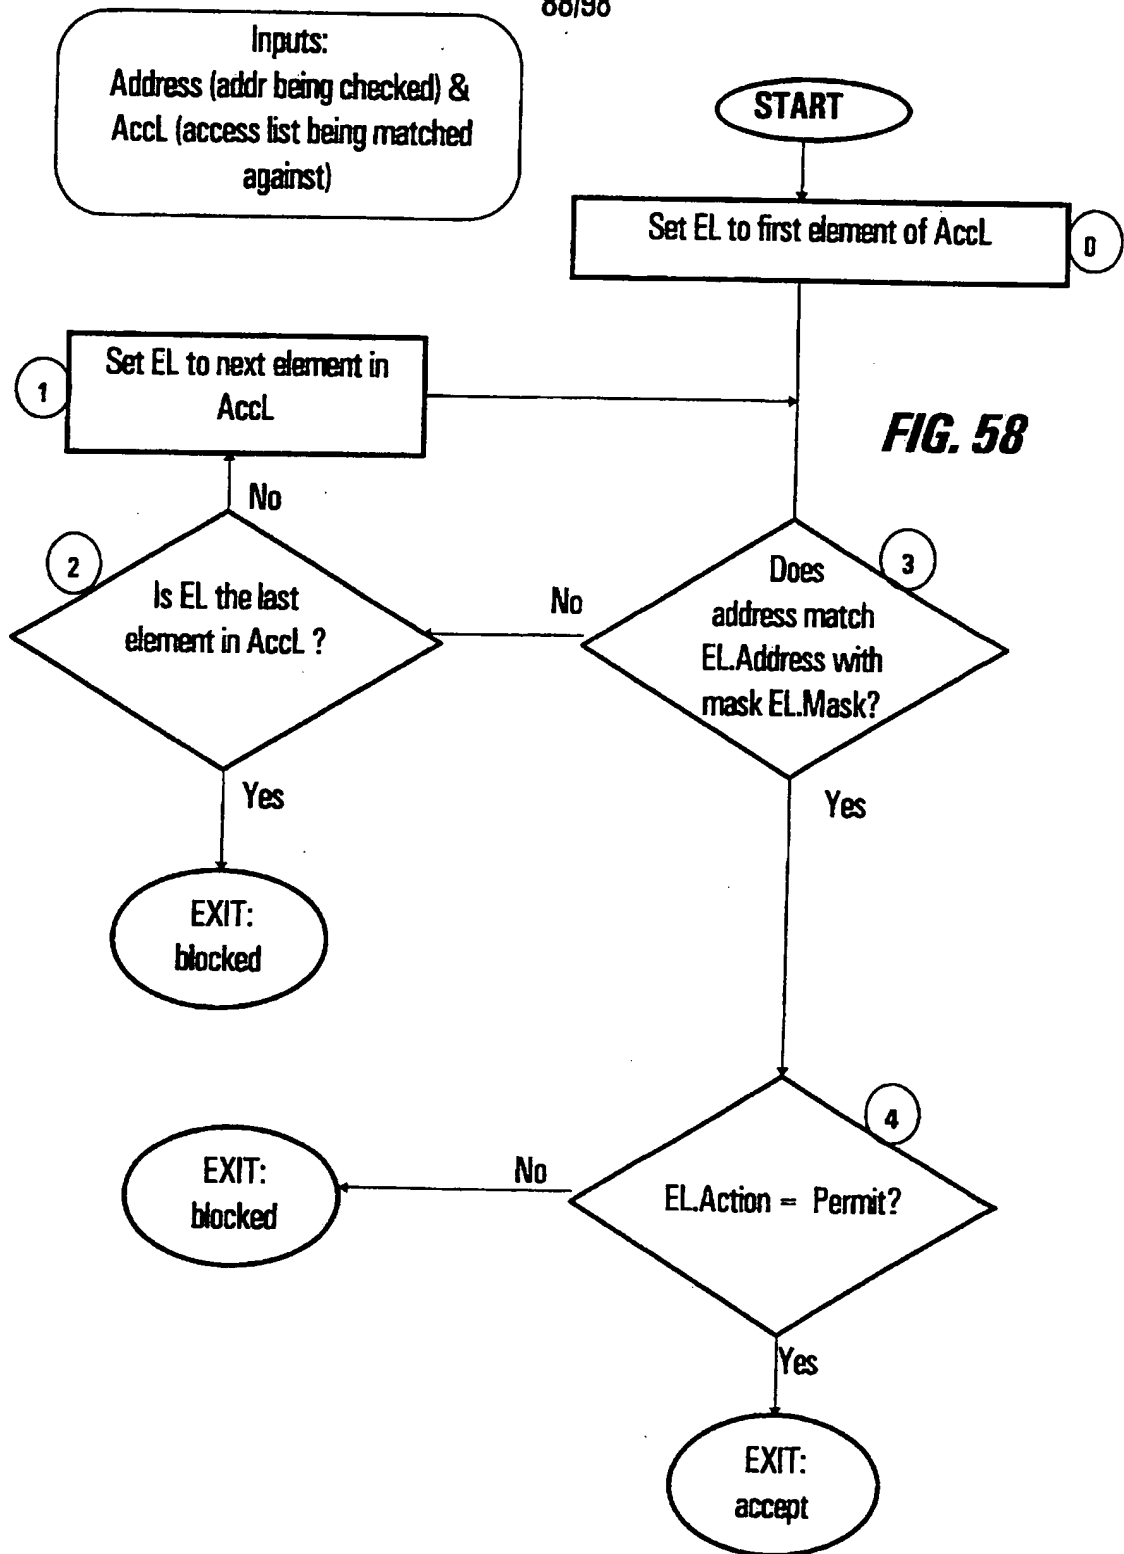 88/98
Inputs:
Address (addr being checked) &
AccL (access list being matched
against)
START
Set EL to first element of AccL
0
Set EL to next element in
AccL
1
FIG. 58
No
2
Is EL the last
element in AccL ?
No
3
Does
address match
EL.Address with
mask EL.Mask?
Yes
Yes
EXIT:
blocked
4
EL.Action = Permit?
No
EXIT:
blocked
Yes
EXIT:
accept